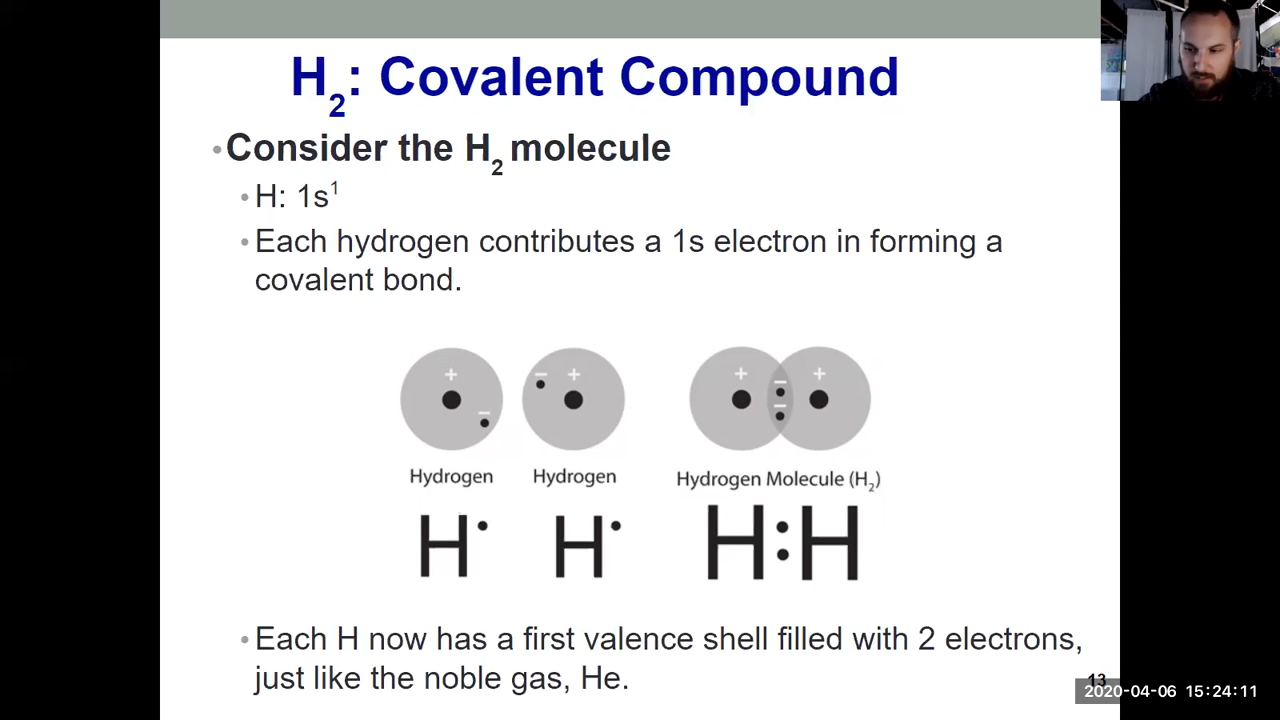 H₂: Covalent Compound
•Consider the H₂ molecule
• H: 1s¹
• Each hydrogen contributes a 1s electron in forming a
covalent bond.
+ − − + + − − +
Hydrogen Hydrogen Hydrogen Molecule (H₂)
H· H· H:H
• Each H now has a first valence shell filled with 2 electrons,
just like the noble gas, He.
13
2020-04-06 15:24:11